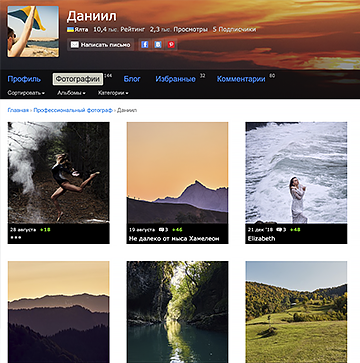 Даниил
Ялта 10,4 тыс. Рейтинг 2,3 тыс. Просмотры 5 Подписчики
Написать письмо
Профиль Фотографии 144 Блог Избранные 32 Комментарии 80
Сортировать Альбомы Категории
Главная › Профессиональный фотограф › Даниил
28 августа +18
***
19 августа 3 +46
Не далеко от мыса Хамелеон
21 дек '18 3 +48
Elizabeth